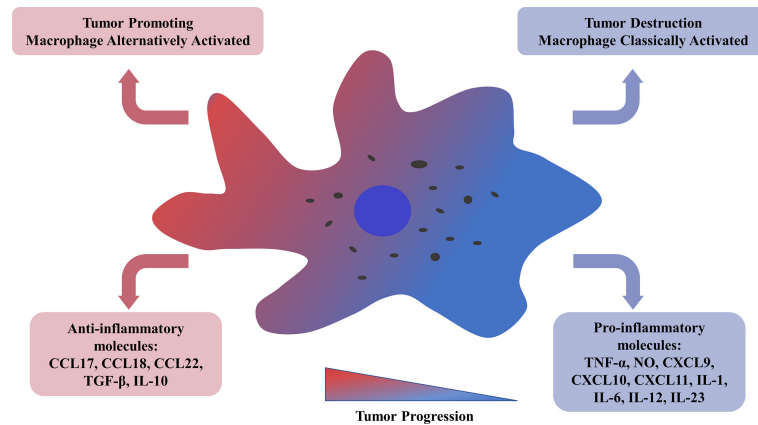 Tumor Promoting
Macrophage Alternatively Activated
Tumor Destruction
Macrophage Classically Activated
Anti-inflammatory
molecules:
CCL17, CCL18, CCL22,
TGF-β, IL-10
Pro-inflammatory
molecules:
TNF-α, NO, CXCL9,
CXCL10, CXCL11, IL-1,
IL-6, IL-12, IL-23
Tumor Progression